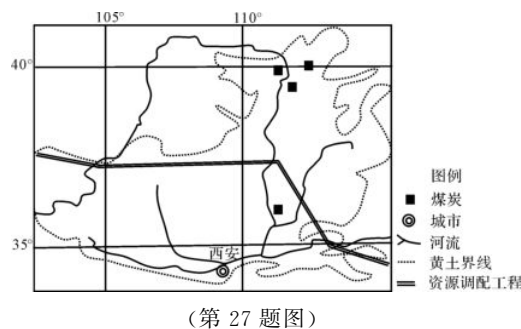 105°
110°
40°
35°
西安
图例
煤炭
城市
河流
黄土界线
资源调配工程
(第 27 题图)